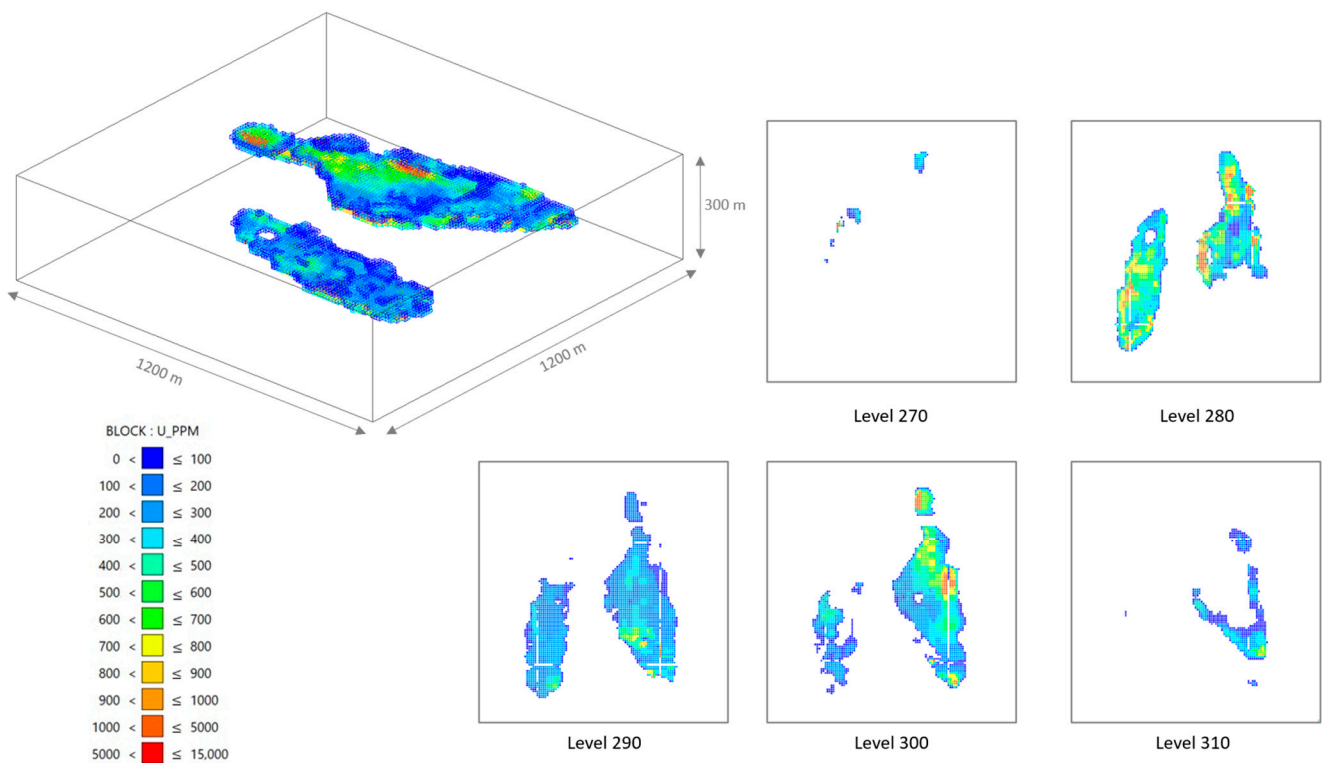 300 m
1200 m
1200 m
Level 270
Level 280
BLOCK : U_PPM
0 < ≤ 100
100 < ≤ 200
200 < ≤ 300
300 < ≤ 400
400 < ≤ 500
500 < ≤ 600
600 < ≤ 700
700 < ≤ 800
800 < ≤ 900
900 < ≤ 1000
1000 < ≤ 5000
5000 < ≤ 15,000
Level 290
Level 300
Level 310